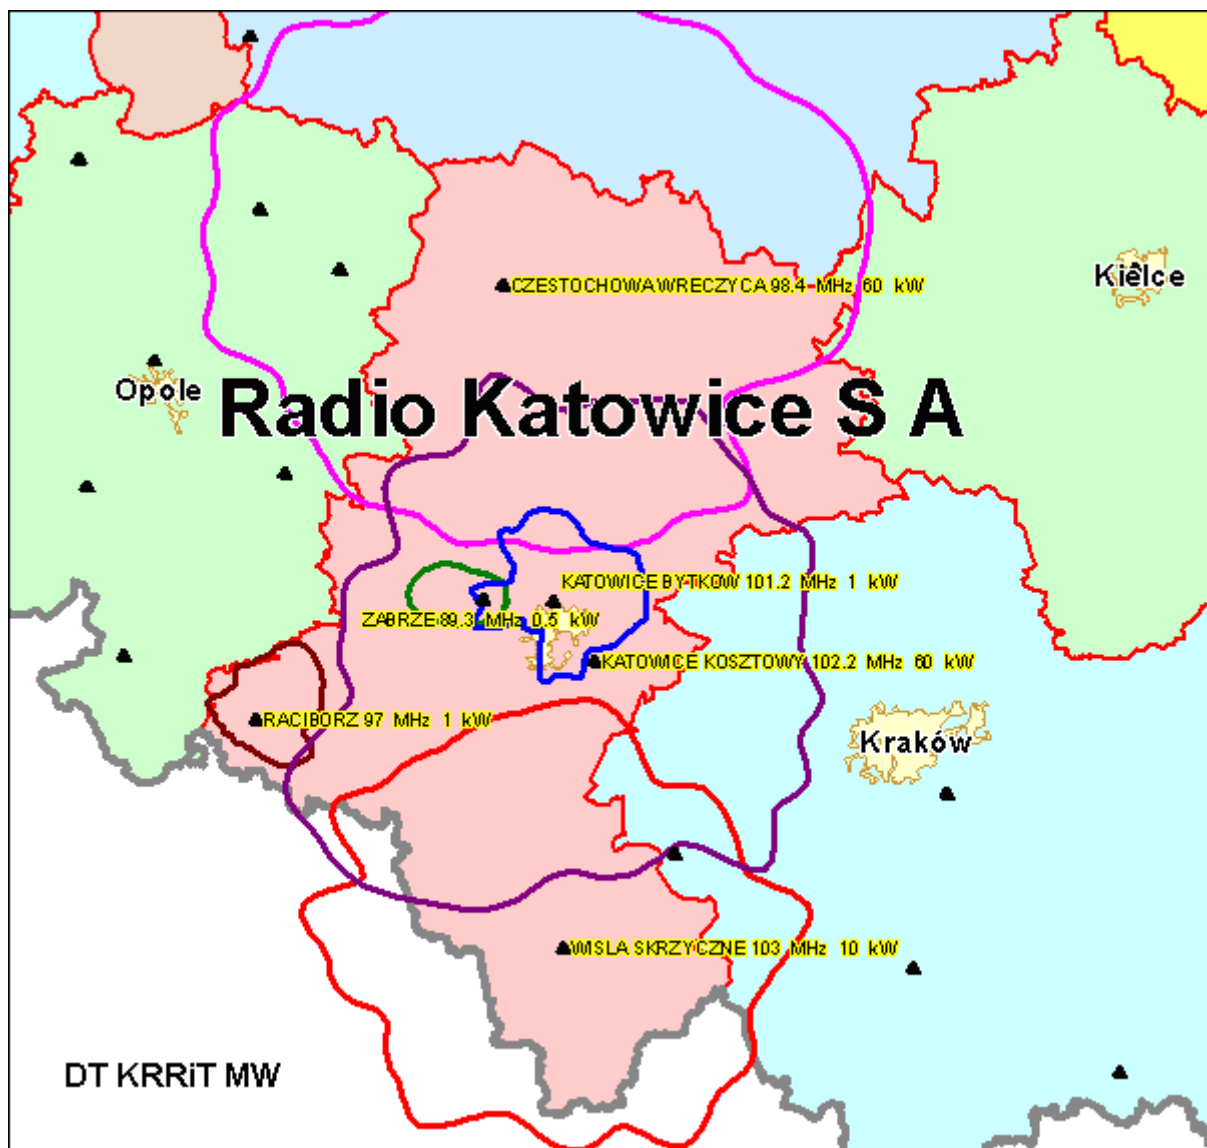 CZESTOCHOWA WRECZYCA 98.4 MHz 60 kW
Kielce
Opole
Radio Katowice S A
KATOWICE BYTKOW 101.2 MHz 1 kW
ZABRZE 89.3 MHz 0.5 kW
KATOWICE KOSZTOWY 102.2 MHz 60 kW
RACIBORZ 97 MHz 1 kW
Kraków
WISLA SKRZYCZNE 103 MHz 10 kW
DT KRRiT MW